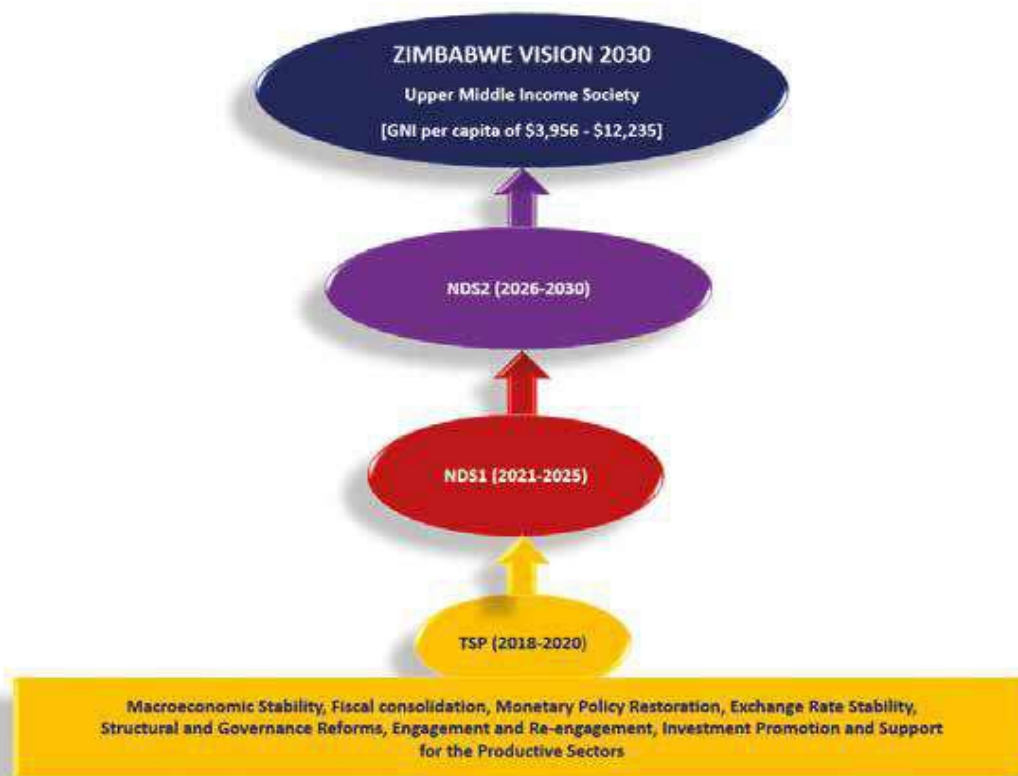 ZIMBABWE VISION 2030
Upper Middle Income Society
[GNI per capita of $3,956 - $12,235]
NDS2 (2026-2030)
NDS1 (2021-2025)
TSP (2018-2020)
Macroeconomic Stability, Fiscal consolidation, Monetary Policy Restoration, Exchange Rate Stability,
Structural and Governance Reforms, Engagement and Re-engagement, Investment Promotion and Support
for the Productive Sectors